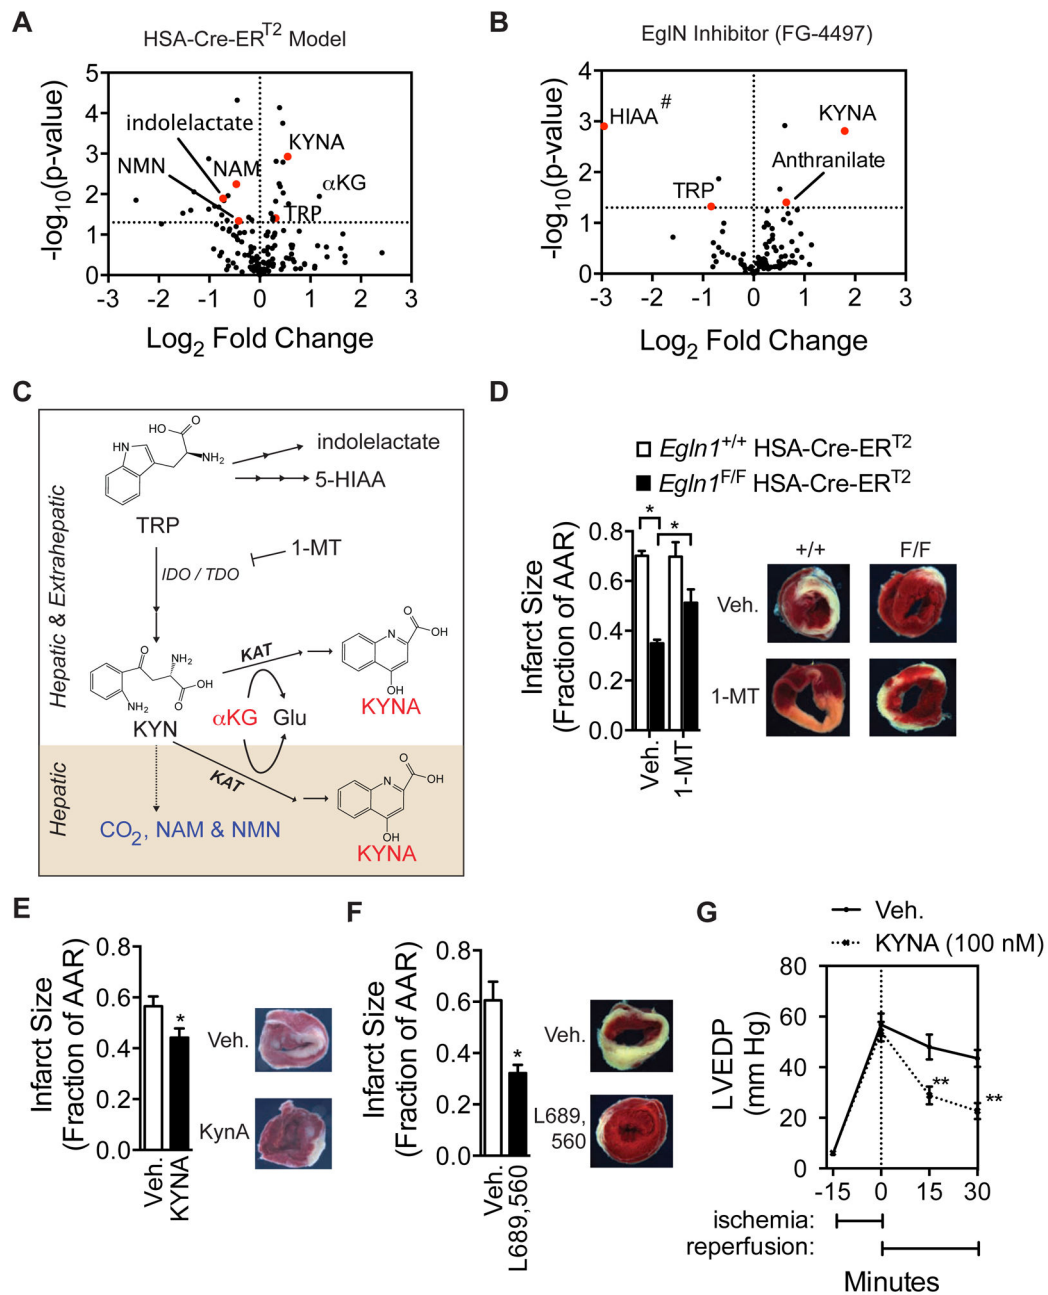 A
HSA-Cre-ER^T2 Model
-log10(p-value)
5
4
3
2
1
0
indolelactate
NMN
NAM
KYNA
αKG
TRP
-3 -2 -1 0 1 2 3
Log2 Fold Change
B
EglN Inhibitor (FG-4497)
-log10(p-value)
4
3
2
1
0
HIAA #
KYNA
Anthranilate
TRP
-3 -2 -1 0 1 2 3
Log2 Fold Change
C
Hepatic & Extrahepatic
Hepatic
HO
O
HN
NH2
TRP
indolelactate
5-HIAA
1-MT
IDO / TDO
O
NH2
OH
O
NH2
KYN
KAT
αKG
Glu
N
O
OH
OH
KYNA
KAT
N
O
OH
OH
KYNA
CO2, NAM & NMN
D
Egln1+/+ HSA-Cre-ER^T2
Egln1F/F HSA-Cre-ER^T2
Infarct Size
(Fraction of AAR)
0.8
0.6
0.4
0.2
0.0
*
*
Veh.
1-MT
+/+
F/F
Veh.
1-MT
E
Infarct Size
(Fraction of AAR)
0.8
0.6
0.4
0.2
0.0
*
Veh.
KYNA
Veh.
KynA
F
Infarct Size
(Fraction of AAR)
0.8
0.6
0.4
0.2
0.0
*
Veh.
L689,560
Veh.
L689,
560
G
Veh.
KYNA (100 nM)
LVEDP
(mm Hg)
80
60
40
20
0
**
**
-15 0 15 30
ischemia:
reperfusion:
Minutes